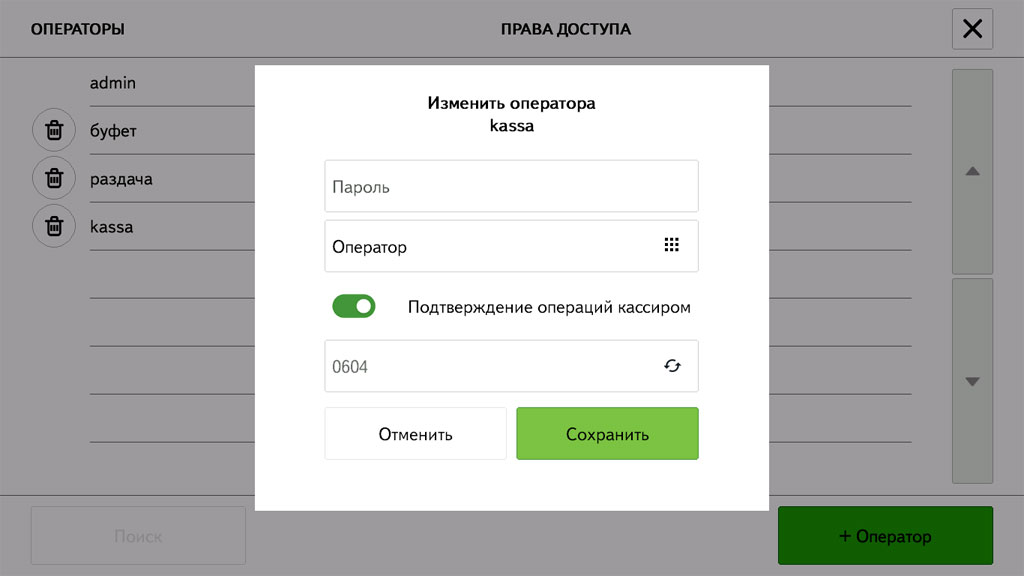 ОПЕРАТОРЫ
ПРАВА ДОСТУПА
admin
буфет
раздача
kassa
Изменить оператора
kassa
Пароль
Оператор
Подтверждение операций кассиром
0604
Отменить
Сохранить
Поиск
+ Оператор